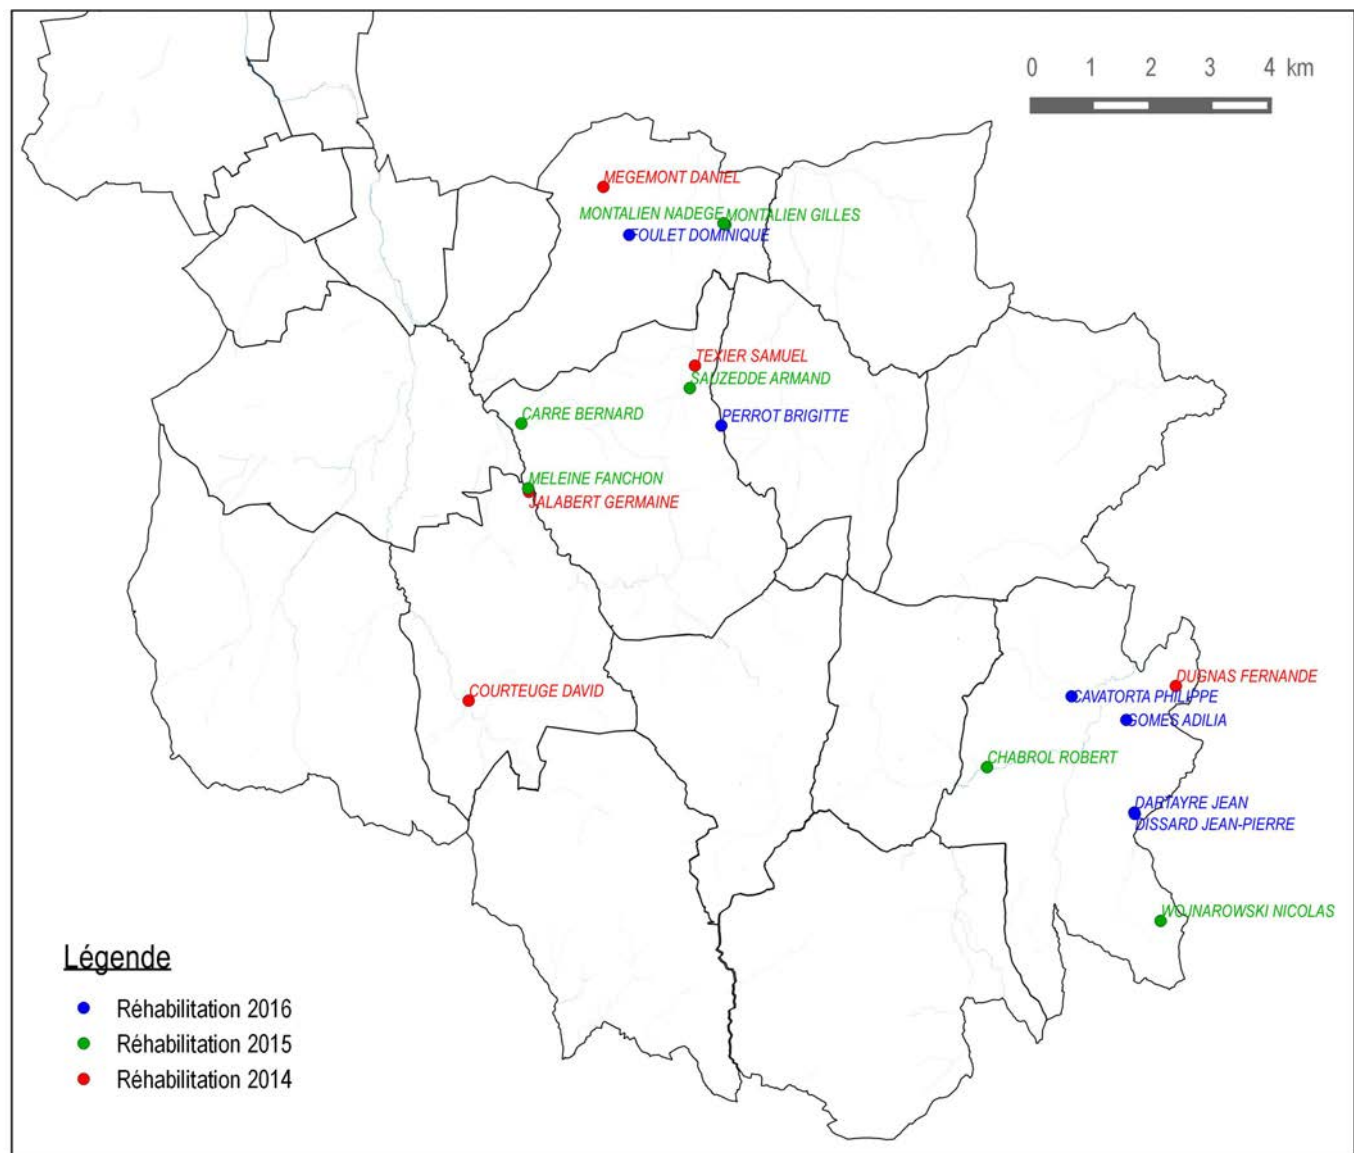 0 1 2 3 4 km
MEGEMONT DANIEL
MONTALIEN NADEGE MONTALIEN GILLES
FOULET DOMINIQUE
TEXIER SAMUEL
SAUZEDDE ARMAND
CARRE BERNARD
PERROT BRIGITTE
MELEINE FANCHON
JALABERT GERMAINE
DUGNAS FERNANDE
COURTEUGE DAVID
CAVATORTA PHILIPPE
GOMES ADILIA
CHABROL ROBERT
DARTAYRE JEAN
DISSARD JEAN-PIERRE
WOJNAROWSKI NICOLAS
Légende
Réhabilitation 2016
Réhabilitation 2015
Réhabilitation 2014